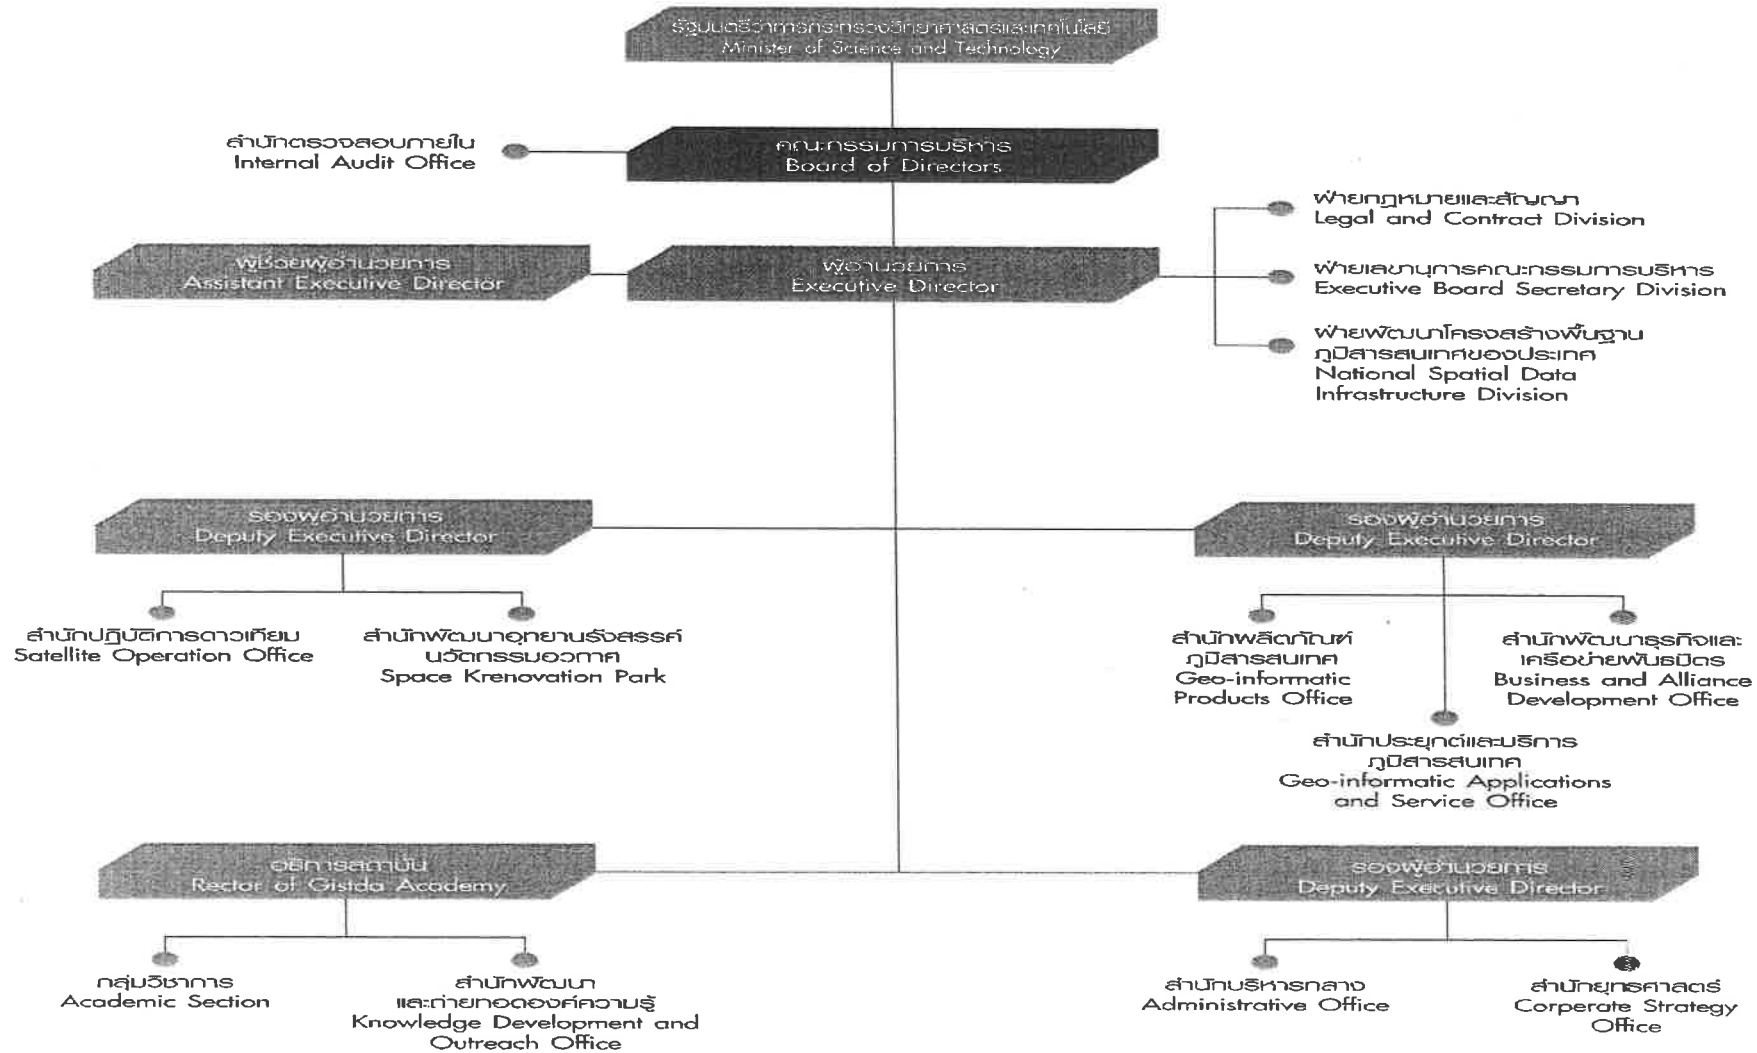 รัฐมนตรีว่าการกระทรวงวิทยาศาสตร์และเทคโนโลยี
Minister of Science and Technology
สำนักตรวจสอบภายใน
Internal Audit Office
คณะกรรมการบริหาร
Board of Directors
ฝ่ายกฎหมายและสัญญา
Legal and Contract Division
ผู้ช่วยผู้อำนวยการ
Assistant Executive Director
ผู้อำนวยการ
Executive Director
ฝ่ายเลขานุการคณะกรรมการบริหาร
Executive Board Secretary Division
ฝ่ายพัฒนาโครงสร้างพื้นฐาน
ภูมิสารสนเทศของประเทศ
National Spatial Data
Infrastructure Division
รองผู้อำนวยการ
Deputy Executive Director
รองผู้อำนวยการ
Deputy Executive Director
สำนักปฏิบัติการดาวเทียม
Satellite Operation Office
สำนักพัฒนาอุทยานรังสรรค์
นวัตกรรมอวกาศ
Space Krenovation Park
สำนักผลิตภัณฑ์
ภูมิสารสนเทศ
Geo-informatic
Products Office
สำนักพัฒนาธุรกิจและ
เครือข่ายพันธมิตร
Business and Alliance
Development Office
สำนักประยุกต์และบริการ
ภูมิสารสนเทศ
Geo-informatic Applications
and Service Office
อธิการสถาบัน
Rector of Gistda Academy
รองผู้อำนวยการ
Deputy Executive Director
กลุ่มวิชาการ
Academic Section
สำนักพัฒนา
และถ่ายทอดองค์ความรู้
Knowledge Development and
Outreach Office
สำนักบริหารกลาง
Administrative Office
สำนักยุทธศาสตร์
Corperate Strategy
Office